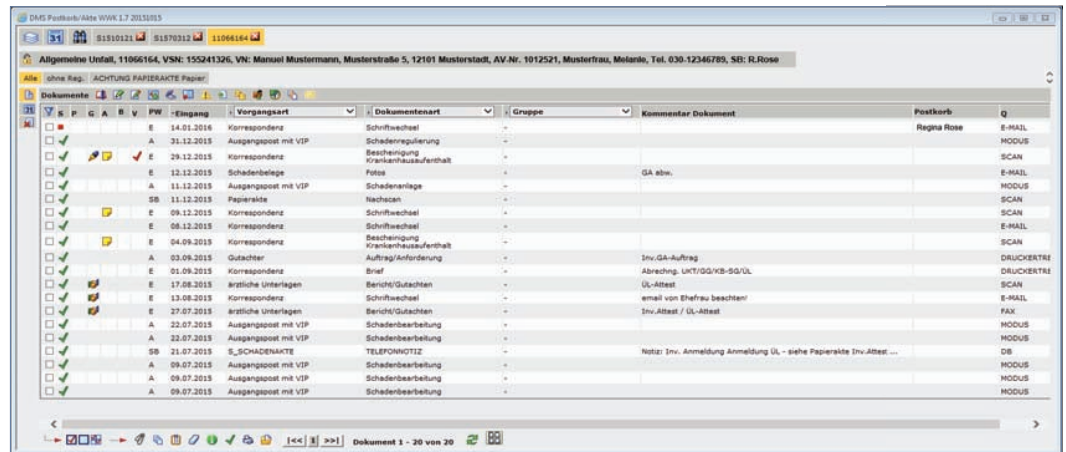 DMS Postkorb/Akte WWK 1.7 20151015
31 S1510121 S1570312 11066164
Allgemeine Unfall, 11066164, VSN: 155241326, VN: Manuel Mustermann, Musterstraße 5, 12101 Musterstadt, AV-Nr. 1012521, Musterfrau, Melanie, Tel. 030-12346789, SB: R.Rose
Alle ohne Reg. ACHTUNG PAPIERAKTE Papier
Dokumente
S P G A B V PW Eingang Vorgangsart Dokumentenart Gruppe Kommentar Dokument Postkorb Q
E 14.01.2016 Korrespondenz Schriftwechsel - Regina Rose E-MAIL
A 31.12.2015 Ausgangspost mit VIP Schadenregulierung - MODUS
E 29.12.2015 Korrespondenz Bescheinigung Krankenhausaufenthalt - SCAN
E 12.12.2015 Schadenbelege Fotos - GA abw. E-MAIL
A 11.12.2015 Ausgangspost mit VIP Schadenanlage - MODUS
SB 11.12.2015 Papierakte Nachscan - SCAN
E 09.12.2015 Korrespondenz Schriftwechsel - SCAN
E 08.12.2015 Korrespondenz Schriftwechsel - E-MAIL
E 04.09.2015 Korrespondenz Bescheinigung Krankenhausaufenthalt - SCAN
A 03.09.2015 Gutachter Auftrag/Anforderung - Inv.GA-Auftrag DRUCKERTRE
E 01.09.2015 Korrespondenz Brief - Abrechng. UKT/GG/KB-SG/ÜL DRUCKERTRE
E 17.08.2015 ärztliche Unterlagen Bericht/Gutachten - ÜL-Attest SCAN
E 13.08.2015 Korrespondenz Schriftwechsel - email von Ehefrau beachten! E-MAIL
E 27.07.2015 ärztliche Unterlagen Bericht/Gutachten - Inv.Attest / ÜL-Attest FAX
A 22.07.2015 Ausgangspost mit VIP Schadenbearbeitung - MODUS
A 22.07.2015 Ausgangspost mit VIP Schadenbearbeitung - MODUS
SB 21.07.2015 S_SCHADENAKTE TELEFONNOTIZ - Notiz: Inv. Anmeldung Anmeldung ÜL - siehe Papierakte Inv.Attest ... DB
A 09.07.2015 Ausgangspost mit VIP Schadenbearbeitung - MODUS
A 09.07.2015 Ausgangspost mit VIP Schadenbearbeitung - MODUS
A 09.07.2015 Ausgangspost mit VIP Schadenbearbeitung - MODUS
|<< 1 >>| Dokument 1 - 20 von 20